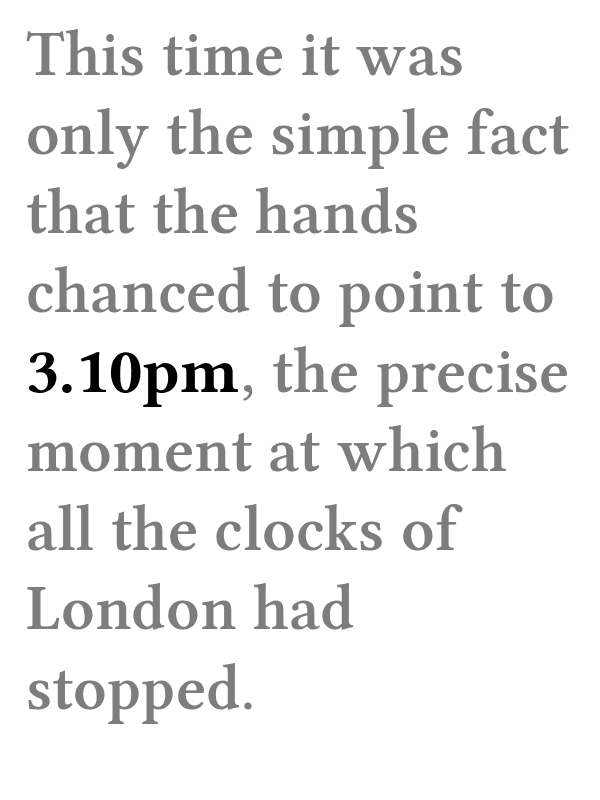 This time it was
only the simple fact
that the hands
chanced to point to
3.10pm, the precise
moment at which
all the clocks of
London had
stopped.